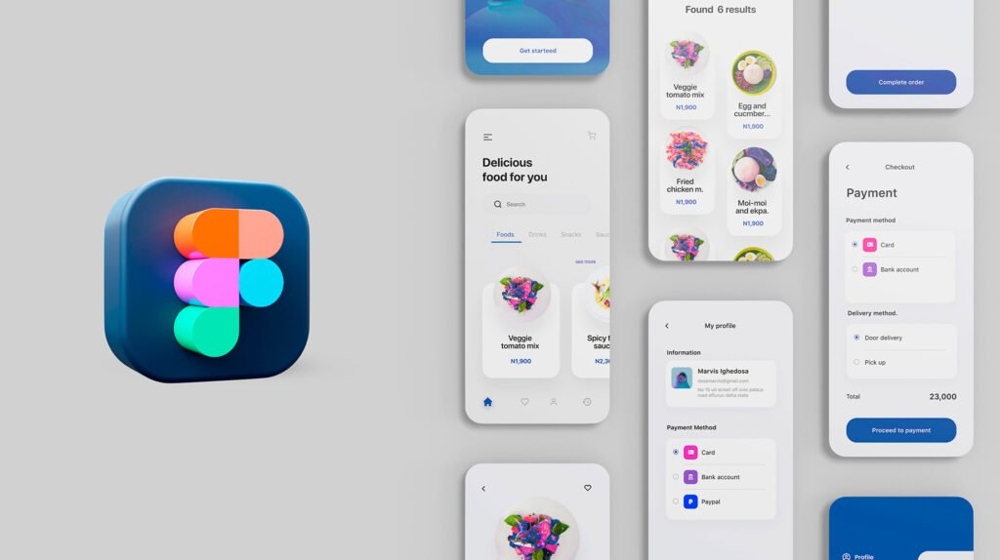 Get starteed
Delicious
food for you
Search
Foods Drinks Snacks Sauc
see more
Veggie
tomato mix
N1,900
Spicy f
sauc
N2,3
Found 6 results
Veggie
tomato mix
N1,900
Egg and
cucmber...
N1,900
Fried
chicken m.
N1,900
Moi-moi
and ekpa.
N1,900
My profile
Information
Marvis Ighedosa
dosamarvis@gmail.com
No 15 uti street off ovie palace
road effurun delta state
Payment Method
Card
Bank account
Paypal
Complete order
Checkout
Payment
Payment method
Card
Bank account
Delivery method.
Door delivery
Pick up
Total 23,000
Proceed to payment
Profile